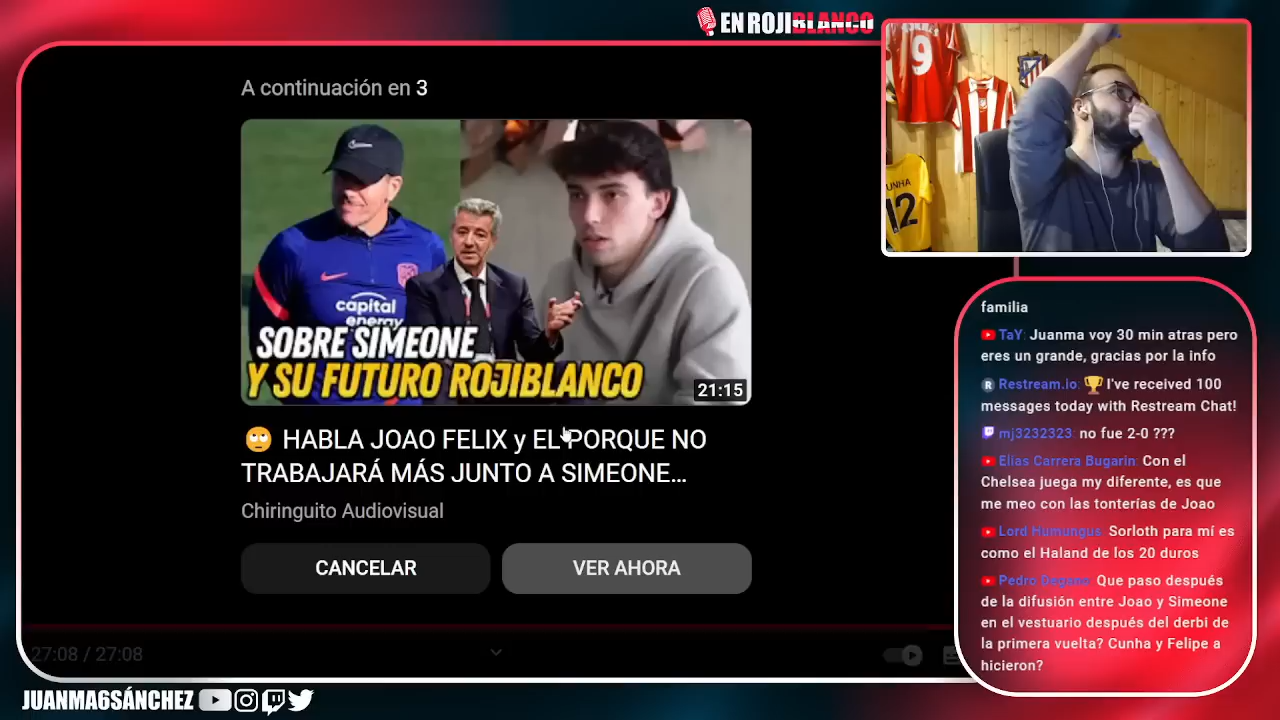 EN ROJIBLANCO
A continuación en 3
capital
energy
SOBRE SIMEONE
Y SU FUTURO ROJIBLANCO
21:15
🙄 HABLA JOAO FELIX y EL PORQUE NO
TRABAJARÁ MÁS JUNTO A SIMEONE...
Chiringuito Audiovisual
CANCELAR
VER AHORA
27:08 / 27:08
JUANMA6SÁNCHEZ
9
UNHA
12
familia
TaY: Juanma voy 30 min atras pero
eres un grande, gracias por la info
Restream.io: 🏆 I've received 100
messages today with Restream Chat!
mj3232323: no fue 2-0 ???
Elías Carrera Bugarín: Con el
Chelsea juega my diferente, es que
me meo con las tonterías de Joao
Lord Humungus: Sorloth para mí es
como el Haland de los 20 duros
Pedro Degano: Que paso después
de la difusión entre Joao y Simeone
en el vestuario después del derbi de
la primera vuelta? Cunha y Felipe a
hicieron?